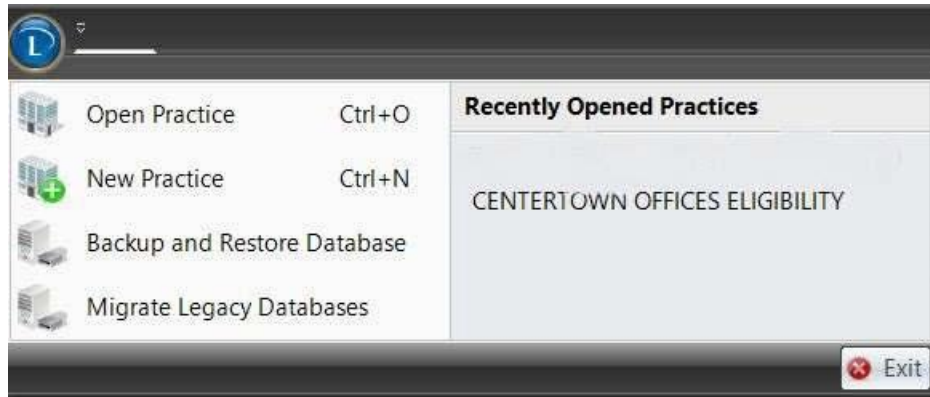 L
Open Practice Ctrl+O
New Practice Ctrl+N
Backup and Restore Database
Migrate Legacy Databases
Recently Opened Practices
CENTERTOWN OFFICES ELIGIBILITY
Exit